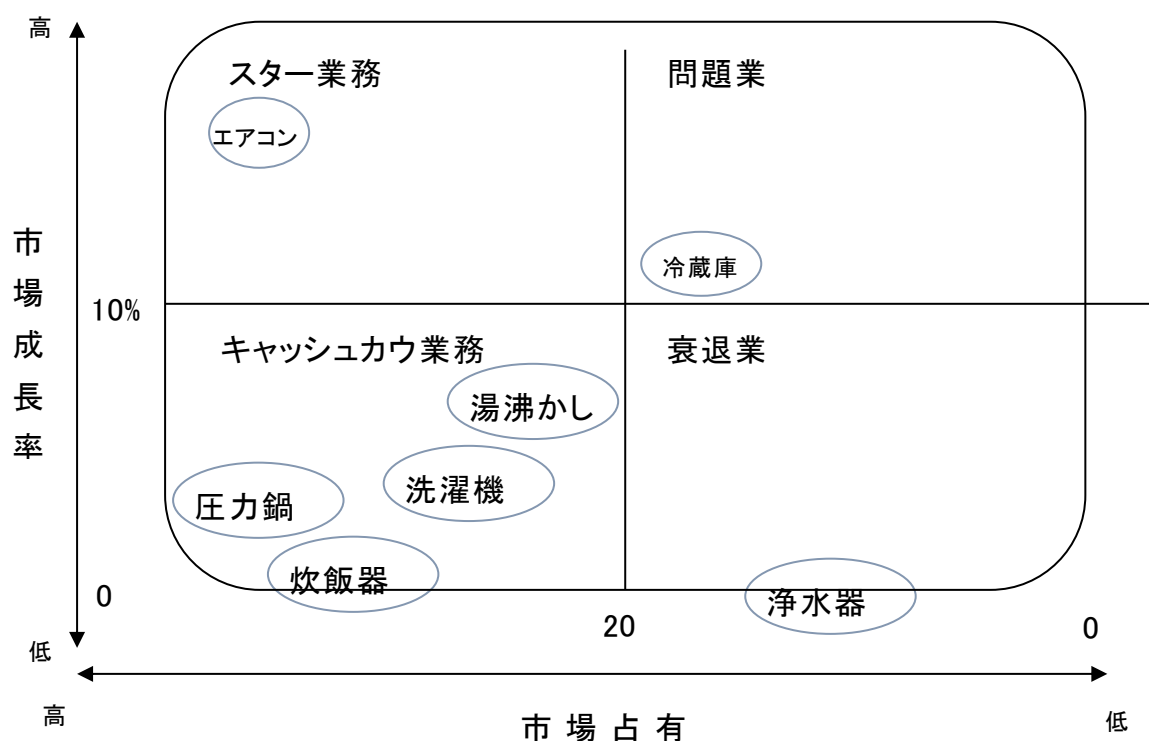 高
スター業務
問題業
エアコン
冷蔵庫
市場成長率
10%
キャッシュカウ業務
衰退業
湯沸かし
洗濯機
圧力鍋
炊飯器
浄水器
0
20
0
低
高
市場占有
低